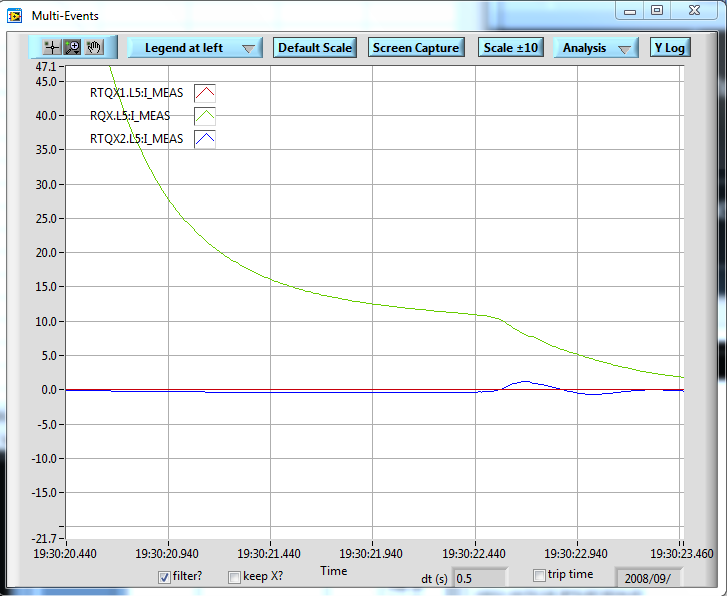 Multi-Events
Legend at left Default Scale Screen Capture Scale ±10 Analysis Y Log
47.1
45.0
40.0
35.0
30.0
25.0
20.0
15.0
10.0
5.0
0.0
-5.0
-10.0
-15.0
-21.7
RTQX1.L5:I_MEAS
RQX.L5:I_MEAS
RTQX2.L5:I_MEAS
19:30:20.440 19:30:20.940 19:30:21.440 19:30:21.940 19:30:22.440 19:30:22.940 19:30:23.460
Time
filter? keep X? dt (s) 0.5 trip time 2008/09/